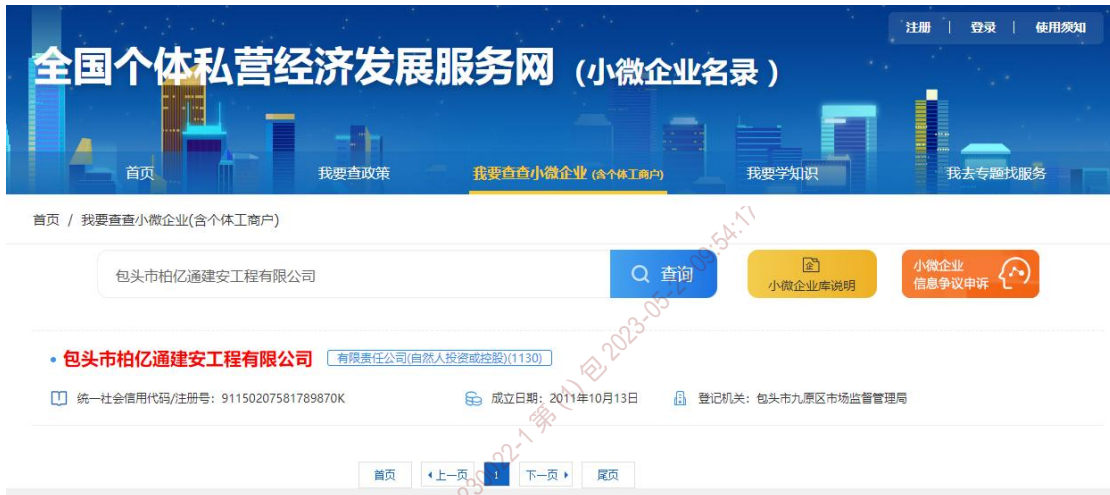 注册 | 登录 | 使用须知
全国个体私营经济发展服务网（小微企业名录）
首页 我要查政策 我要查查小微企业 (含个体工商户) 我要学知识 我去专题找服务
首页 / 我要查查小微企业(含个体工商户)
包头市柏亿通建安工程有限公司 查询 小微企业库说明 小微企业
信息争议申诉
包头市柏亿通建安工程有限公司 有限责任公司(自然人投资或控股)(1130)
统一社会信用代码/注册号：91150207581789870K 成立日期：2011年10月13日 登记机关：包头市九原区市场监督管理局
首页 上一页 1 下一页 尾页